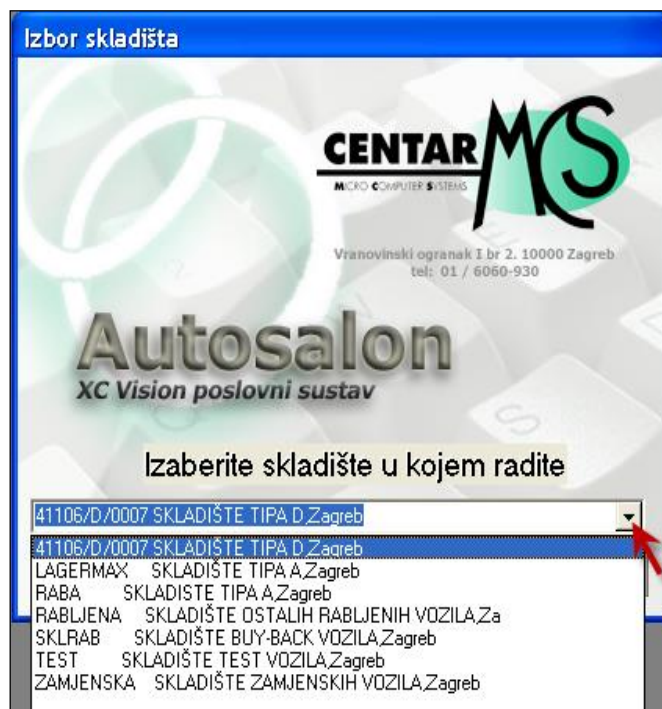 Izbor skladišta
CENTAR MCS
MICRO COMPUTER SYSTEMS
Vranovinski ogranak I br 2. 10000 Zagreb
tel: 01 / 6060-930
Autosalon
XC Vision poslovni sustav
Izaberite skladište u kojem radite
41106/D/0007 SKLADIŠTE TIPA D,Zagreb
41106/D/0007 SKLADIŠTE TIPA D,Zagreb
LAGERMAX SKLADIŠTE TIPA A,Zagreb
RABA SKLADISTE TIPA A,Zagreb
RABLJENA SKLADIŠTE OSTALIH RABLJENIH VOZILA,Za
SKLRAB SKLADIŠTE BUY-BACK VOZILA,Zagreb
TEST SKLADIŠTE TEST VOZILA,Zagreb
ZAMJENSKA SKLADIŠTE ZAMJENSKIH VOZILA,Zagreb